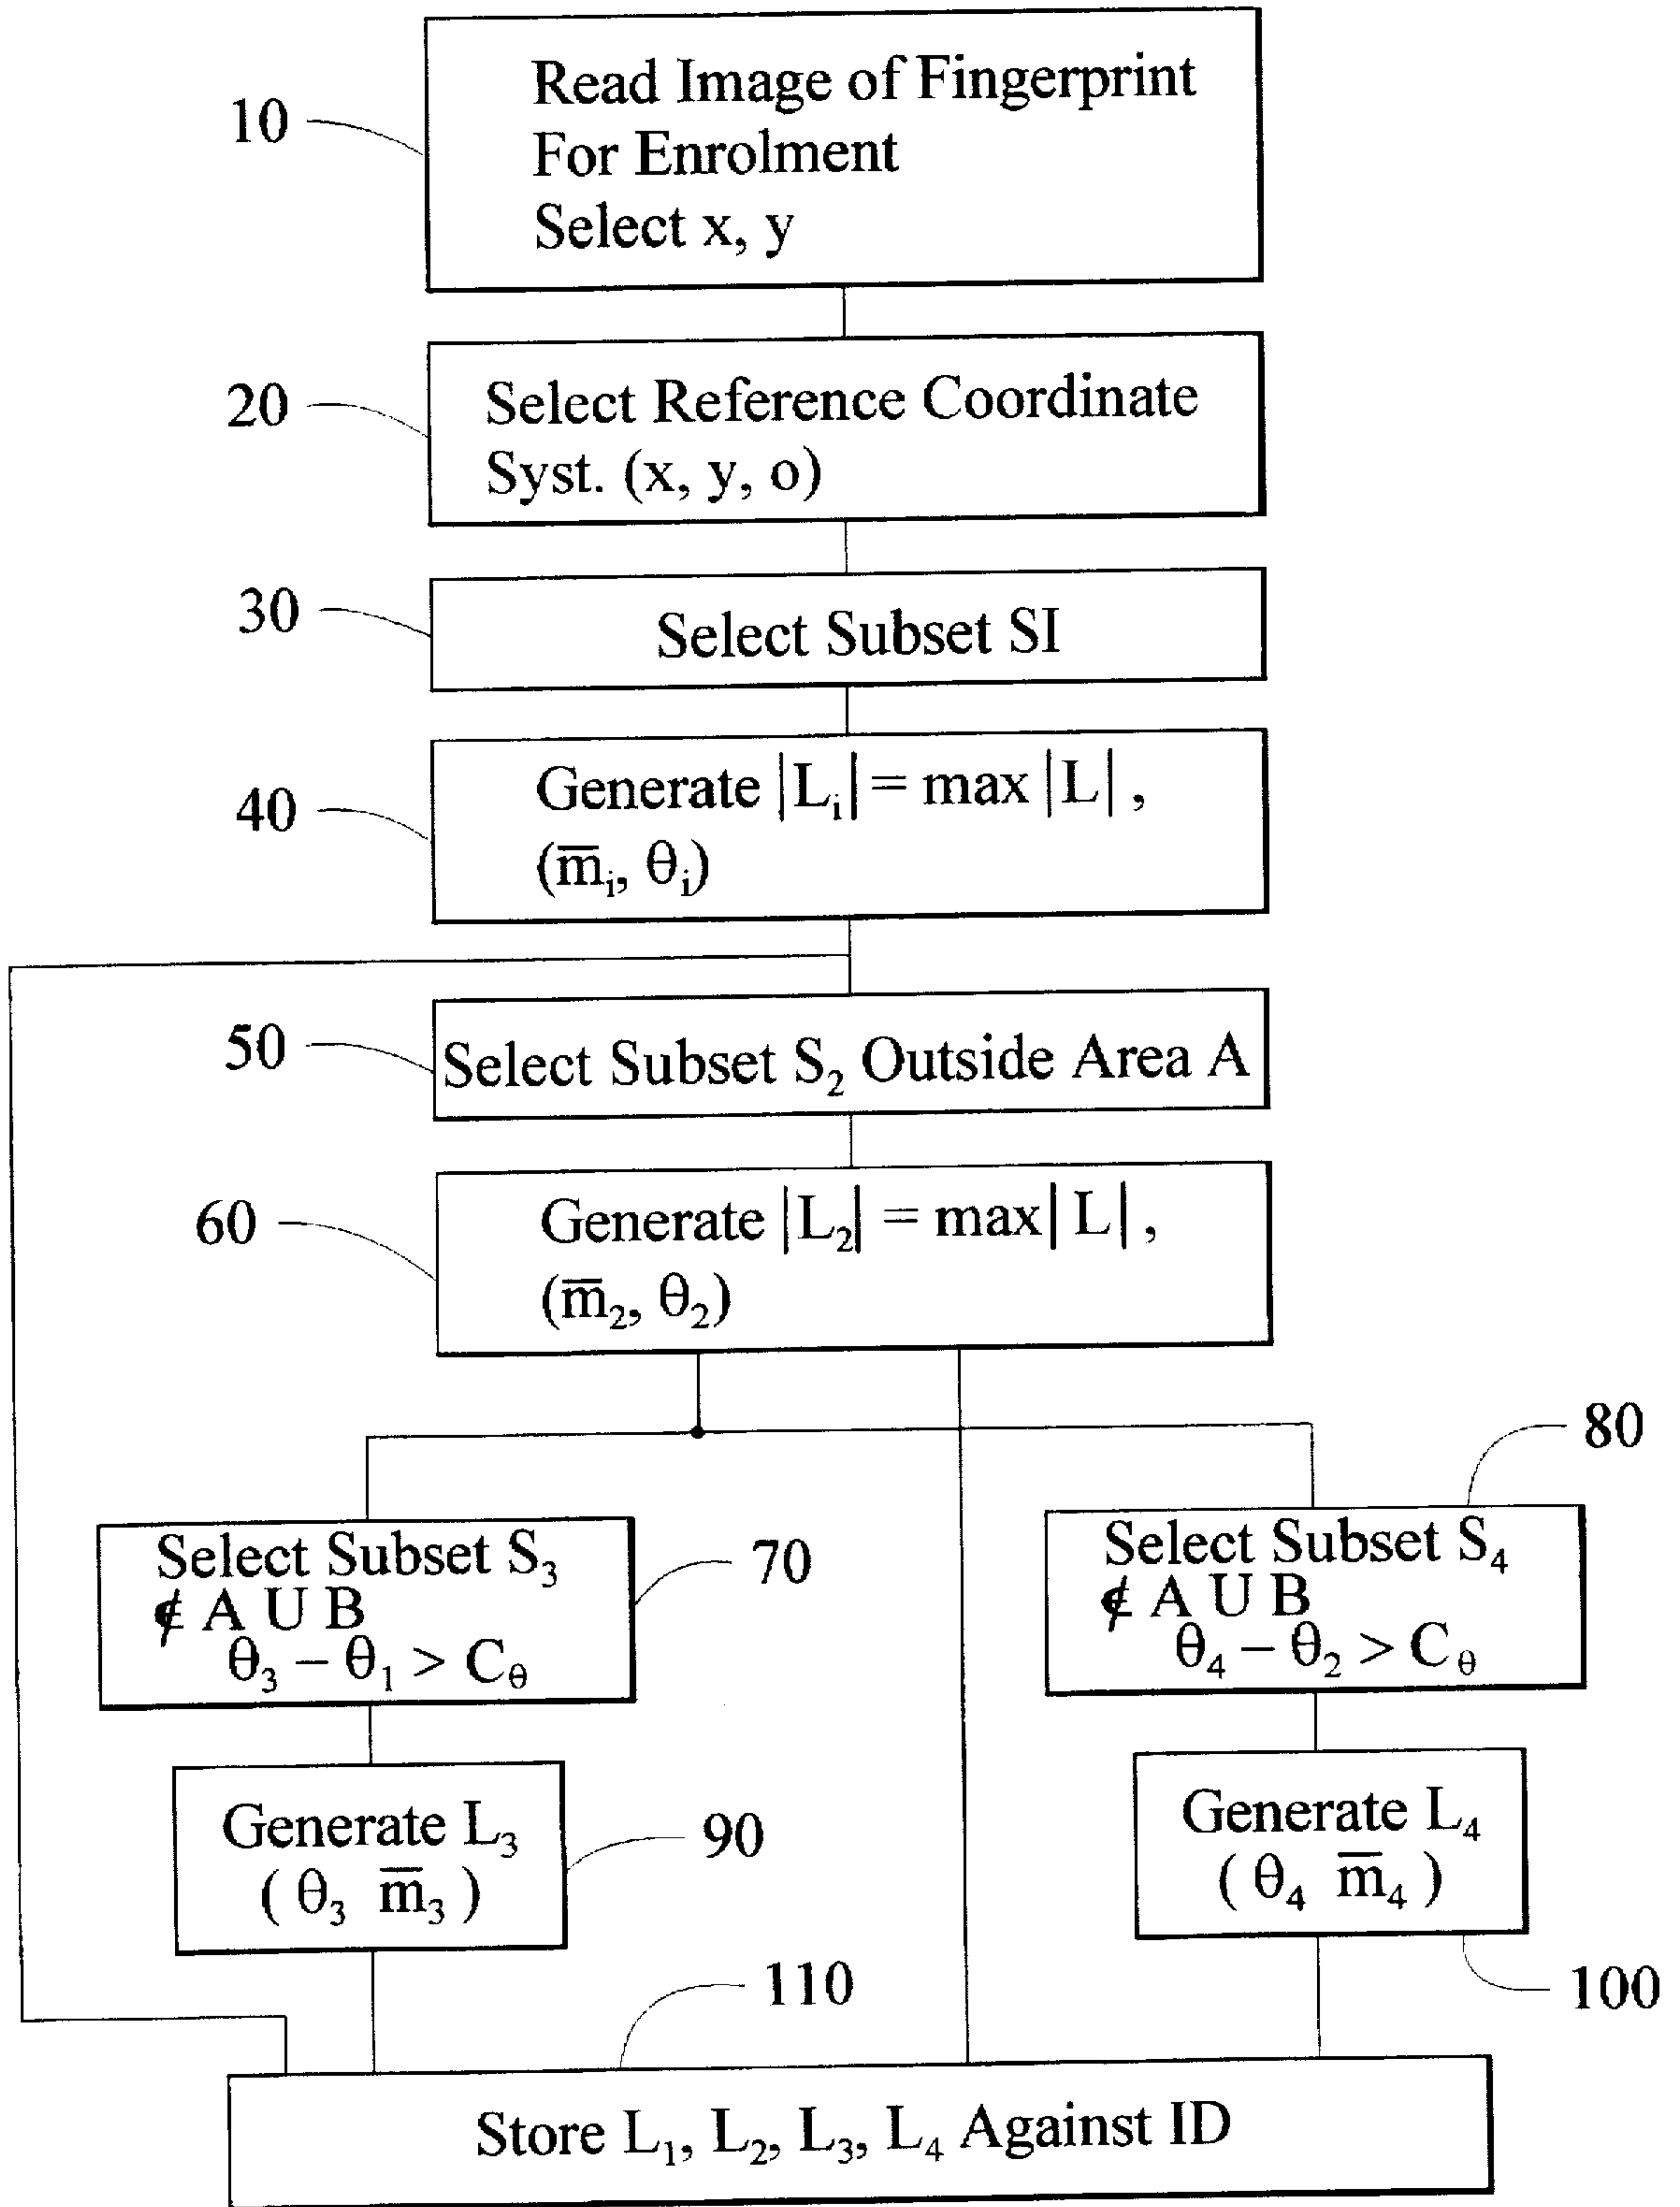 10
Read Image of Fingerprint
For Enrolment
Select x, y
20
Select Reference Coordinate
Syst. (x, y, o)
30
Select Subset SI
40
Generate |Lᵢ| = max |L| ,
(m̅ᵢ, θᵢ)
50
Select Subset S₂ Outside Area A
60
Generate |L₂| = max| L| ,
(m̅₂, θ₂)
70
Select Subset S₃
∉ A U B
θ₃ – θ₁ > C_θ
80
Select Subset S₄
∉ A U B
θ₄ – θ₂ > C_θ
90
Generate L₃
( θ₃ m̅₃ )
100
Generate L₄
( θ₄ m̅₄ )
110
Store L₁, L₂, L₃, L₄ Against ID